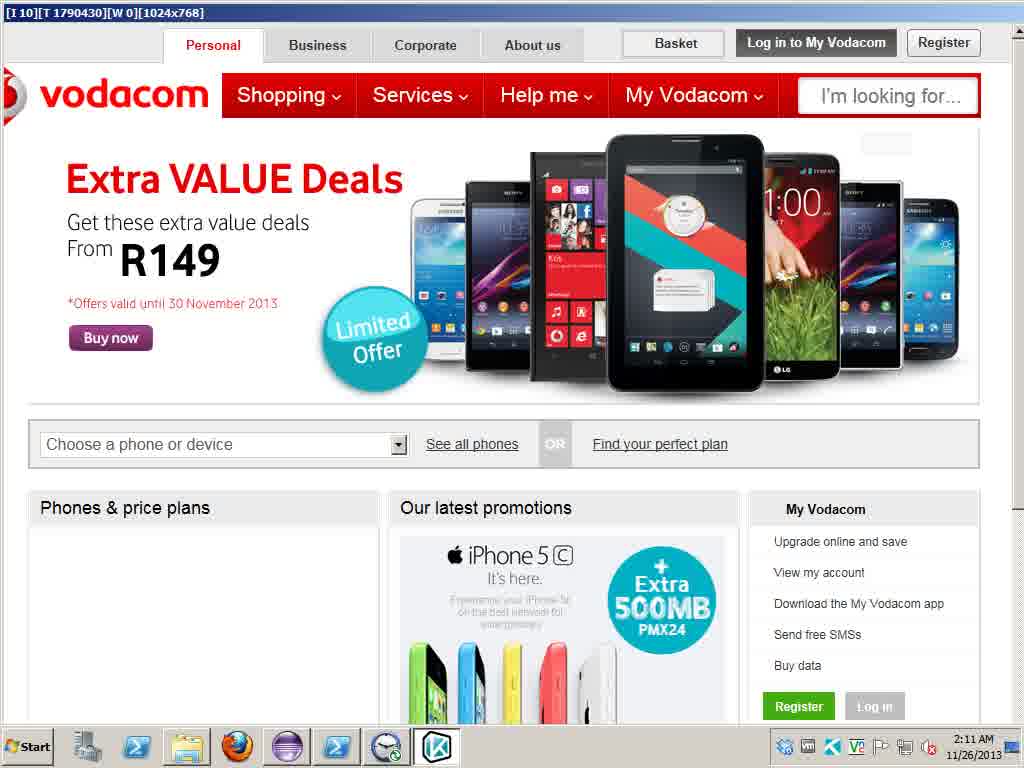 [I 10][T 1790430][W 0][1024x768]
Personal Business Corporate About us Basket Log in to My Vodacom Register
vodacom Shopping Services Help me My Vodacom I'm looking for...
Extra VALUE Deals
Get these extra value deals
From R149
*Offers valid until 30 November 2013
Buy now
Limited
Offer
SONY
SONY
1:00
LG
Choose a phone or device See all phones OR Find your perfect plan
Phones & price plans
Our latest promotions
iPhone 5C
It's here.
Experience your iPhone 5c
on the best network for
smartphones
+
Extra
500MB
PMX24
My Vodacom
Upgrade online and save
View my account
Download the My Vodacom app
Send free SMSs
Buy data
Register Log in
Start
2:11 AM
11/26/2013